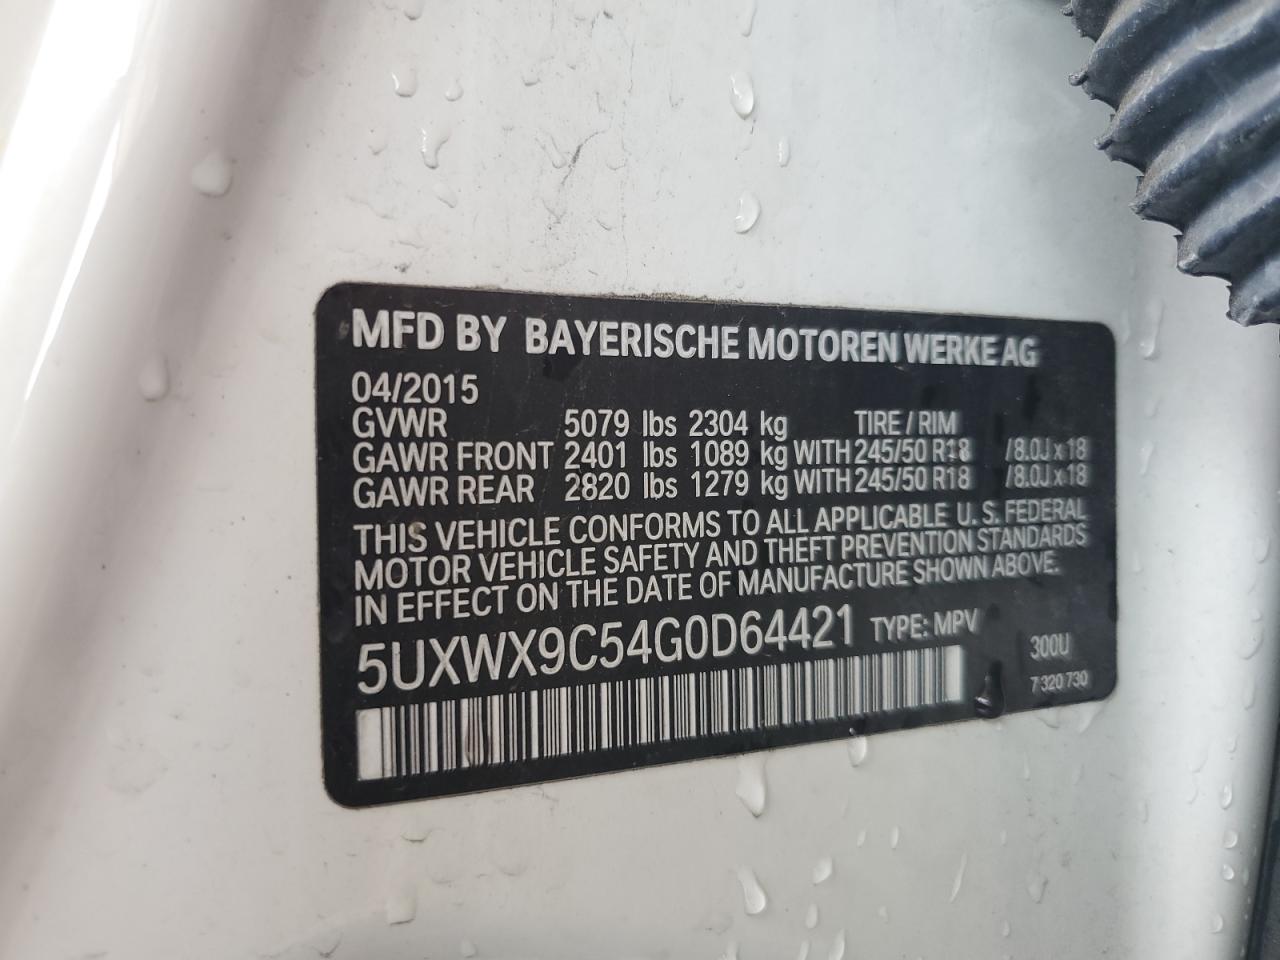 MFD BY BAYERISCHE MOTOREN WERKE AG
04/2015
GVWR 5079 lbs 2304 kg TIRE / RIM
GAWR FRONT 2401 lbs 1089 kg WITH 245/50 R18 /8.0J x 18
GAWR REAR 2820 lbs 1279 kg WITH 245/50 R18 /8.0J x 18
THIS VEHICLE CONFORMS TO ALL APPLICABLE U. S. FEDERAL
MOTOR VEHICLE SAFETY AND THEFT PREVENTION STANDARDS
IN EFFECT ON THE DATE OF MANUFACTURE SHOWN ABOVE.
5UXWX9C54G0D64421 TYPE: MPV
300U
7 320 730